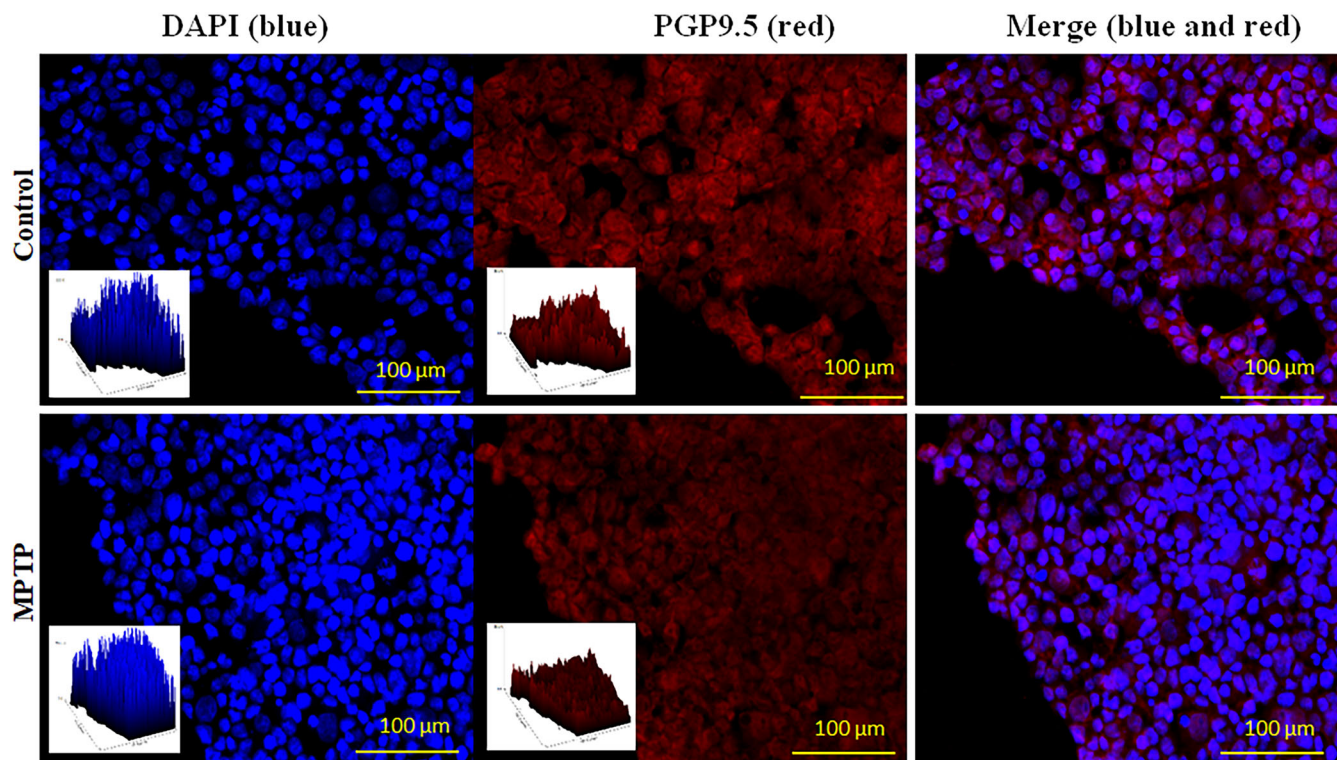 DAPI (blue) PGP9.5 (red) Merge (blue and red)
Control
100 µm 100 µm 100 µm
MPTP
100 µm 100 µm 100 µm